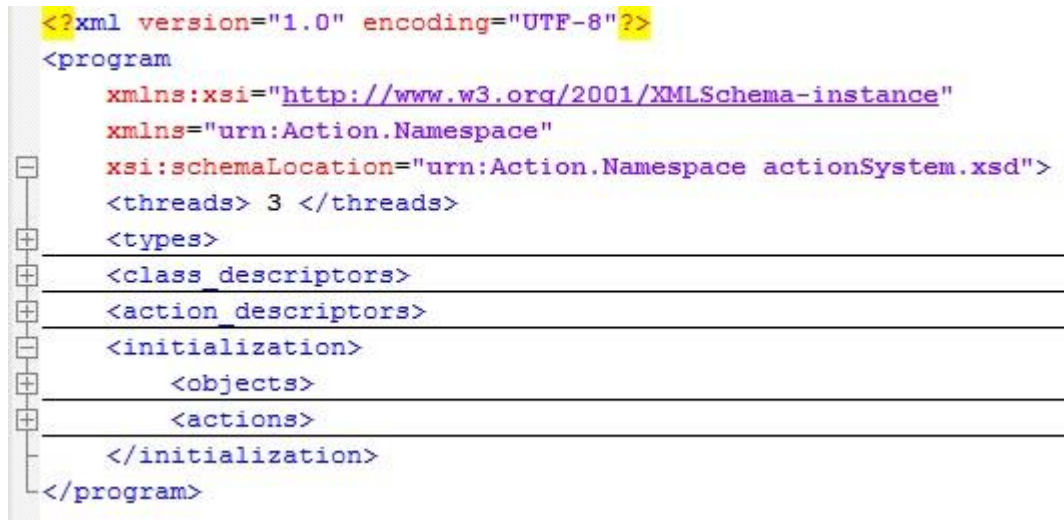 <?xml version="1.0" encoding="UTF-8"?>
<program
xmlns:xsi="http://www.w3.org/2001/XMLSchema-instance"
xmlns="urn:Action.Namespace"
xsi:schemaLocation="urn:Action.Namespace actionSystem.xsd">
<threads> 3 </threads>
<types>
<class_descriptors>
<action_descriptors>
<initialization>
<objects>
<actions>
</initialization>
</program>